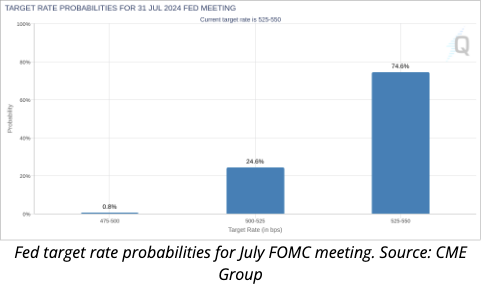 TARGET RATE PROBABILITIES FOR 31 JUL 2024 FED MEETING
Current target rate is 525-550
100%
80%
60%
40%
20%
0%
Probability
0.8%
24.6%
74.6%
475-500
500-525
525-550
Target Rate (in bps)
Q
Fed target rate probabilities for July FOMC meeting. Source: CME
Group